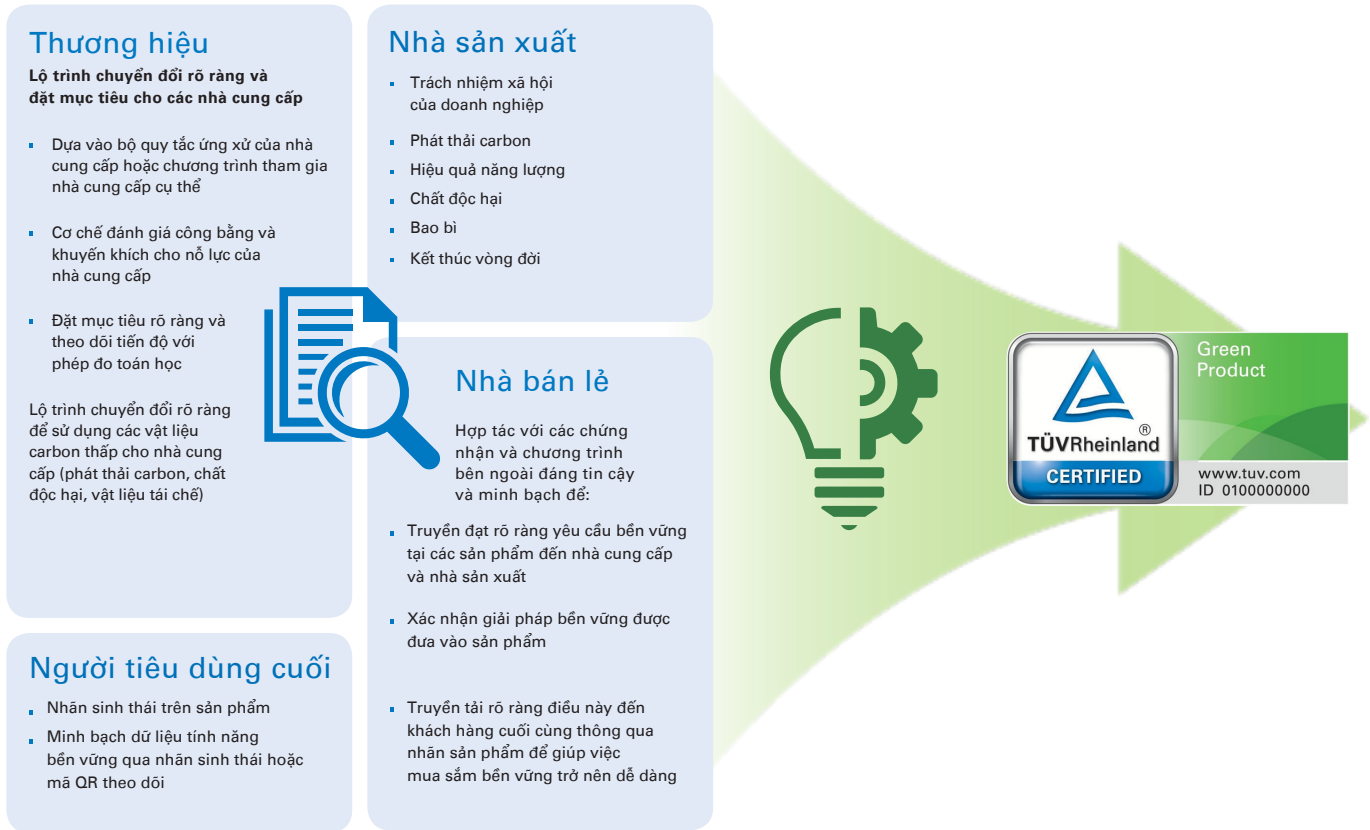 Thương hiệu
Lộ trình chuyển đổi rõ ràng và
đặt mục tiêu cho các nhà cung cấp
Dựa vào bộ quy tắc ứng xử của nhà
cung cấp hoặc chương trình tham gia
nhà cung cấp cụ thể
Cơ chế đánh giá công bằng và
khuyến khích cho nỗ lực của
nhà cung cấp
Đặt mục tiêu rõ ràng và
theo dõi tiến độ với
phép đo toán học
Lộ trình chuyển đổi rõ ràng
để sử dụng các vật liệu
carbon thấp cho nhà cung
cấp (phát thải carbon, chất
độc hại, vật liệu tái chế)
Người tiêu dùng cuối
Nhãn sinh thái trên sản phẩm
Minh bạch dữ liệu tính năng
bền vững qua nhãn sinh thái hoặc
mã QR theo dõi
Nhà sản xuất
Trách nhiệm xã hội
của doanh nghiệp
Phát thải carbon
Hiệu quả năng lượng
Chất độc hại
Bao bì
Kết thúc vòng đời
Nhà bán lẻ
Hợp tác với các chứng
nhận và chương trình
bên ngoài đáng tin cậy
và minh bạch để:
Truyền đạt rõ ràng yêu cầu bền vững
tại các sản phẩm đến nhà cung cấp
và nhà sản xuất
Xác nhận giải pháp bền vững được
đưa vào sản phẩm
Truyền tải rõ ràng điều này đến
khách hàng cuối cùng thông qua
nhãn sản phẩm để giúp việc
mua sắm bền vững trở nên dễ dàng
®
TÜVRheinland
CERTIFIED
Green
Product
www.tuv.com
ID 0100000000